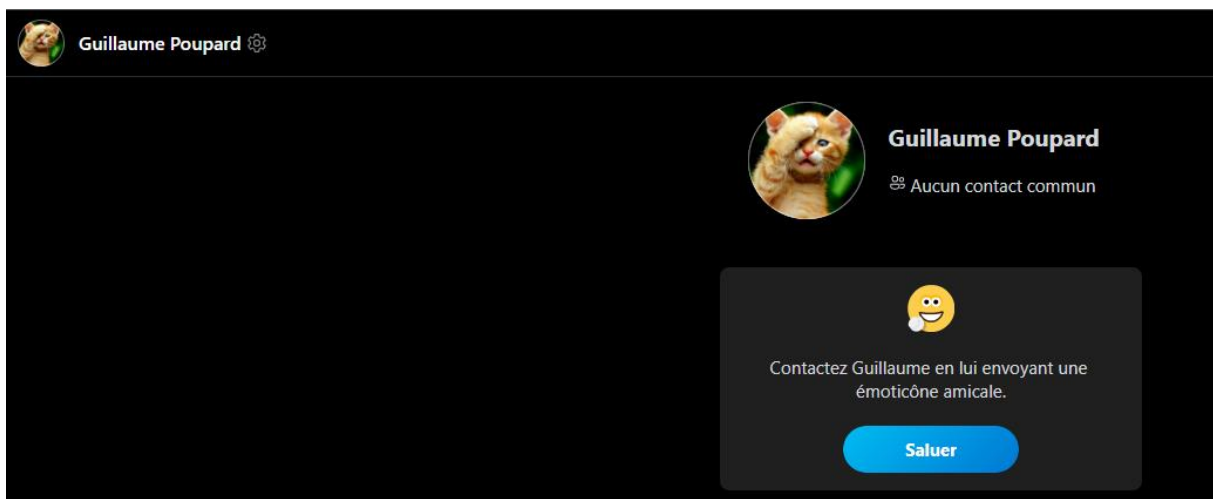 Guillaume Poupard
Guillaume Poupard
Aucun contact commun
Contactez Guillaume en lui envoyant une
émoticône amicale.
Saluer